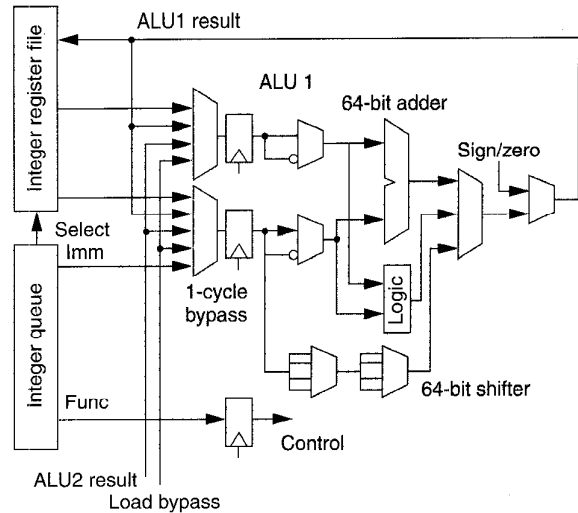 ALU1 result
Integer register file
ALU 1
64-bit adder
Sign/zero
Select
Imm
1-cycle
bypass
Logic
Integer queue
64-bit shifter
Func
Control
ALU2 result
Load bypass